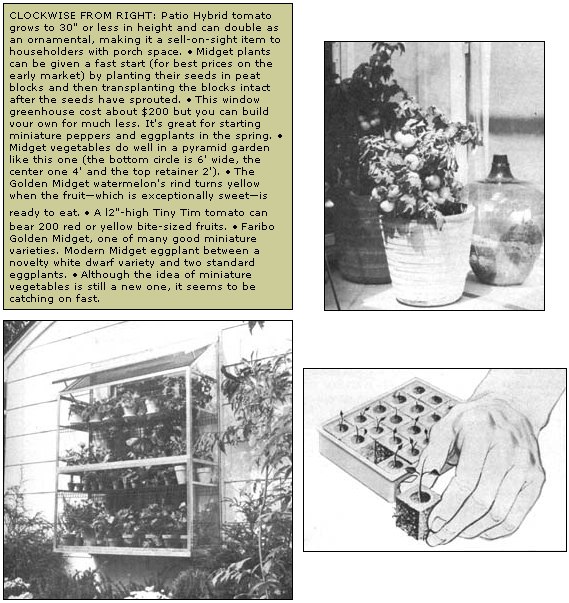 CLOCKWISE FROM RIGHT: Patio Hybrid tomato
grows to 30" or less in height and can double as
an ornamental, making it a sell-on-sight item to
householders with porch space. • Midget plants
can be given a fast start (for best prices on the
early market) by planting their seeds in peat
blocks and then transplanting the blocks intact
after the seeds have sprouted. • This window
greenhouse cost about $200 but you can build
your own for much less. It's great for starting
miniature peppers and eggplants in the spring. •
Midget vegetables do well in a pyramid garden
like this one (the bottom circle is 6' wide, the
center one 4' and the top retainer 2'). • The
Golden Midget watermelon's rind turns yellow
when the fruit—which is exceptionally sweet—is
ready to eat. • A l2"-high Tiny Tim tomato can
bear 200 red or yellow bite-sized fruits. • Faribo
Golden Midget, one of many good miniature
varieties. Modern Midget eggplant between a
novelty white dwarf variety and two standard
eggplants. • Although the idea of miniature
vegetables is still a new one, it seems to be
catching on fast.